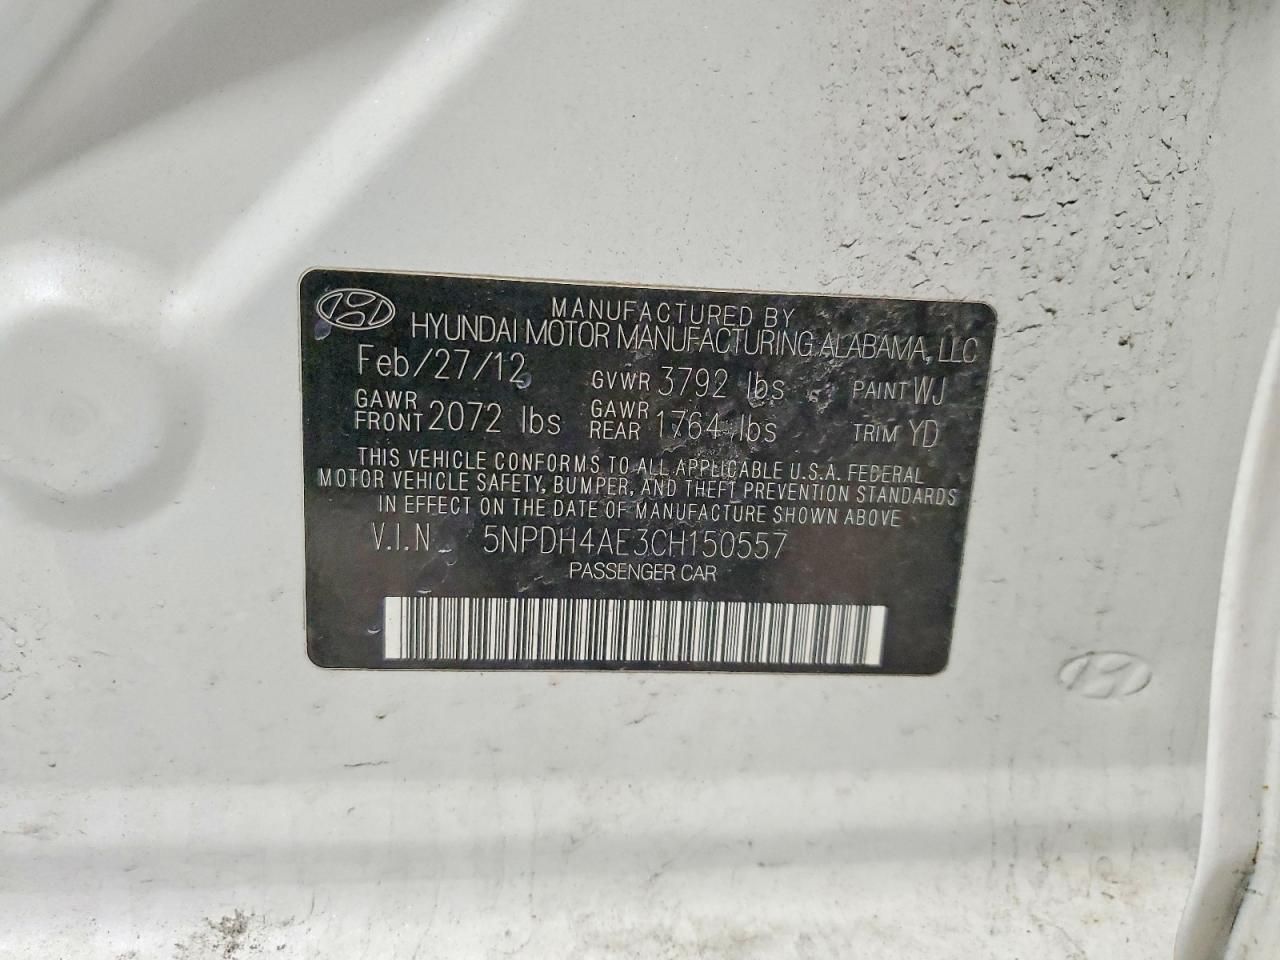 MANUFACTURED BY
HYUNDAI MOTOR MANUFACTURING ALABAMA, LLC
Feb/27/12 GVWR 3792 lbs PAINT WJ
GAWR FRONT 2072 lbs GAWR REAR 1764 lbs TRIM YD
THIS VEHICLE CONFORMS TO ALL APPLICABLE U.S.A. FEDERAL
MOTOR VEHICLE SAFETY, BUMPER, AND THEFT PREVENTION STANDARDS
IN EFFECT ON THE DATE OF MANUFACTURE SHOWN ABOVE
V.I.N 5NPDH4AE3CH150557
PASSENGER CAR